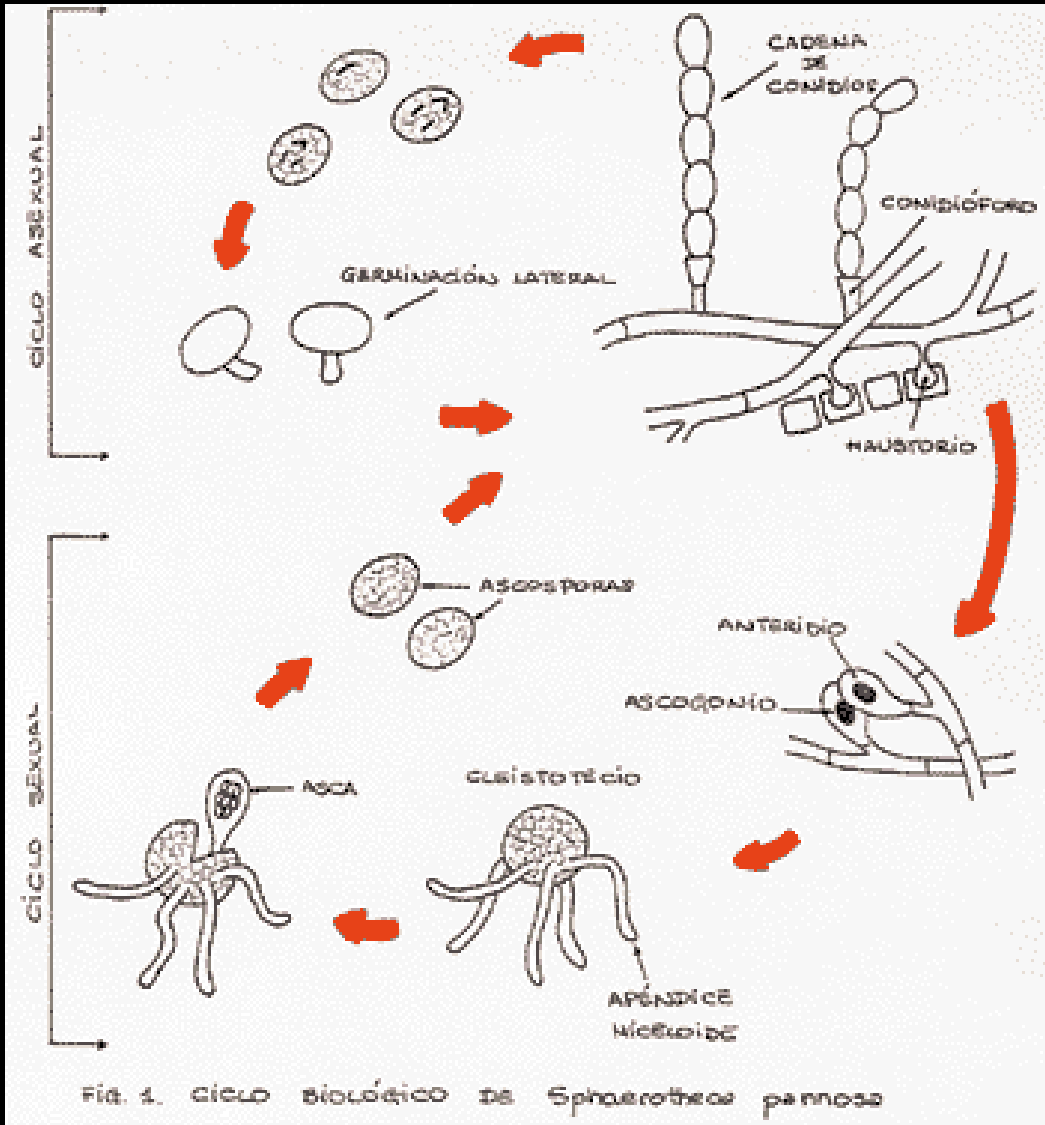 CICLO ASEXUAL
CADENA
DE
CONIDIOS
CONIDIÓFORO
GERMINACIÓN LATERAL
HAUSTORIO
CICLO SEXUAL
ASCOSPORAS
ANTERIDIO
ASCOGONIO
ASCA
CLEISTOTECIO
APÉNDICE
MICELOIDE
FIG. 1. CICLO BIOLÓGICO DE Sphaerotheca pannosa